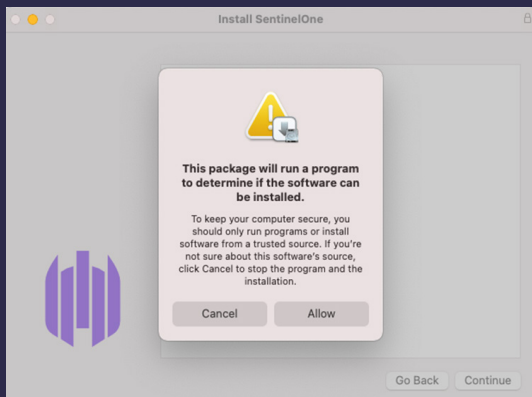 Install SentinelOne
This package will run a program
to determine if the software can
be installed.
To keep your computer secure, you
should only run programs or install
software from a trusted source. If you're
not sure about this software's source,
click Cancel to stop the program and the
installation.
Cancel
Allow
Go Back
Continue